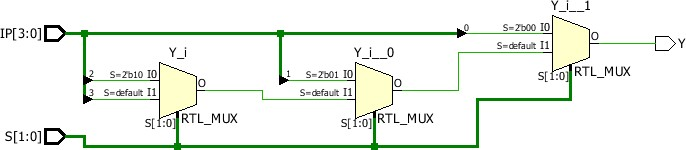 IP[3:0]
0
S=2'b00 I0
Y_i__1
S=default I1
O
Y
S[1:0]
RTL_MUX
Y_i
2
S=2'b10 I0
3
S=default I1
O
S[1:0]
RTL_MUX
Y_i__0
1
S=2'b01 I0
S=default I1
O
S[1:0]
RTL_MUX
S[1:0]